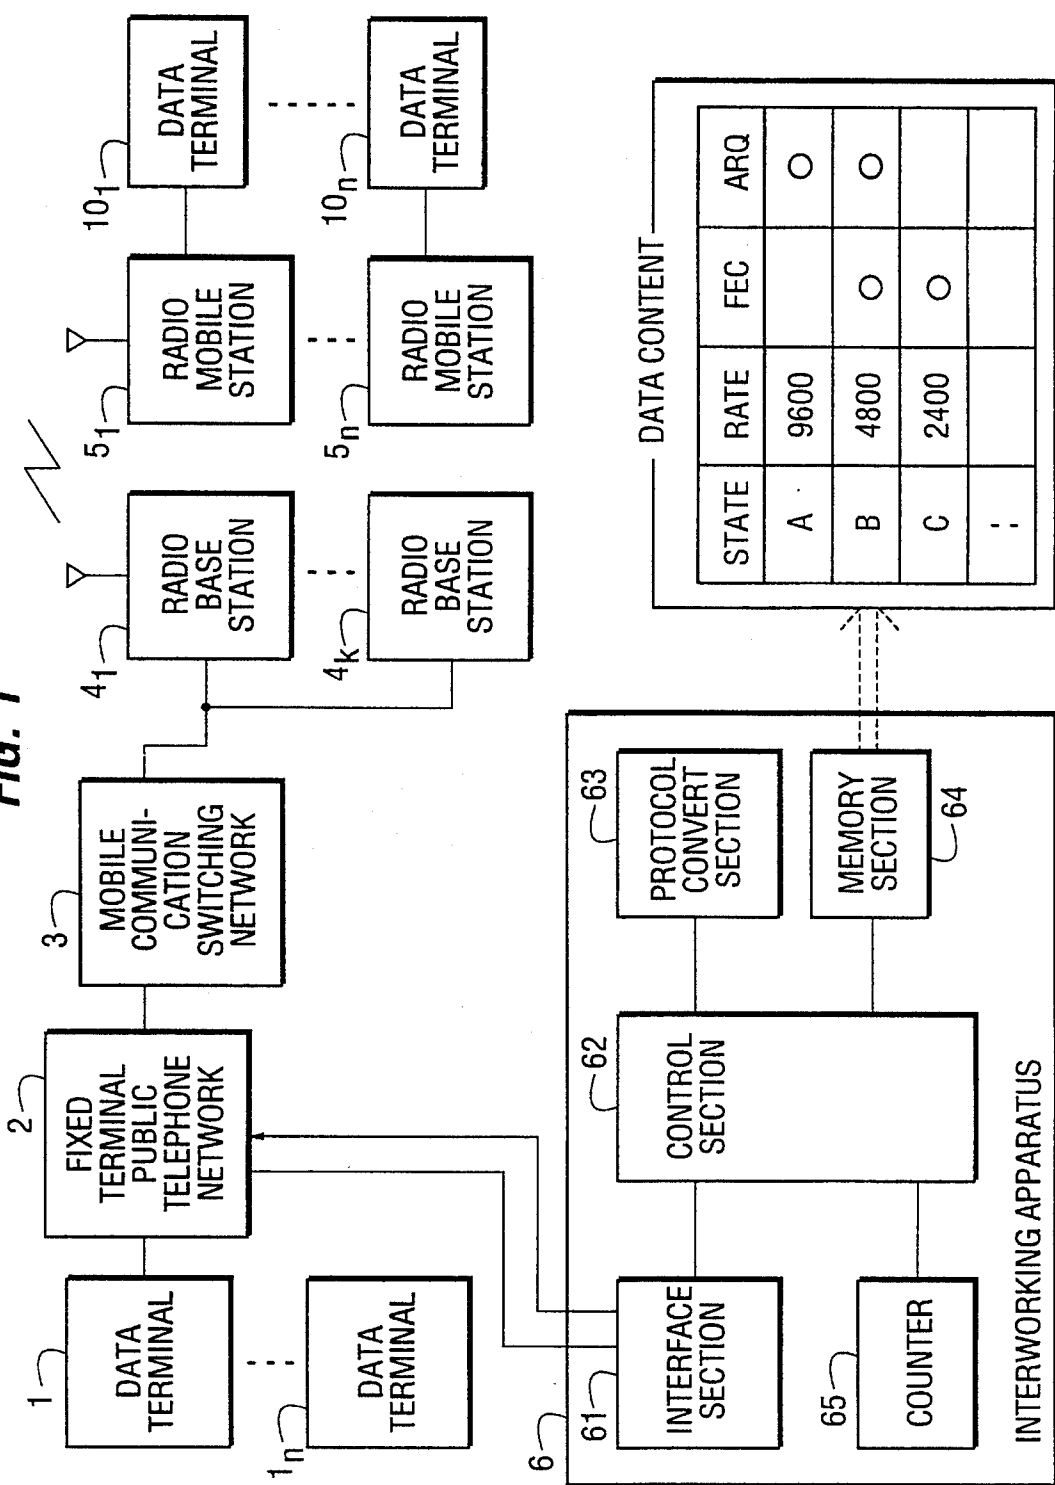 FIG. 1
1
DATA
TERMINAL
1n
DATA
TERMINAL
2
FIXED
TERMINAL
PUBLIC
TELEPHONE
NETWORK
3
MOBILE
COMMUNI-
CATION
SWITCHING
NETWORK
41
RADIO
BASE
STATION
4k
RADIO
BASE
STATION
51
RADIO
MOBILE
STATION
5n
RADIO
MOBILE
STATION
101
DATA
TERMINAL
10n
DATA
TERMINAL
6
61
INTERFACE
SECTION
62
CONTROL
SECTION
63
PROTOCOL
CONVERT
SECTION
MEMORY
SECTION
64
65
COUNTER
INTERWORKING APPARATUS
DATA CONTENT
STATE RATE FEC ARQ
A 9600 ○
B 4800 ○ ○
C 2400 ○
: